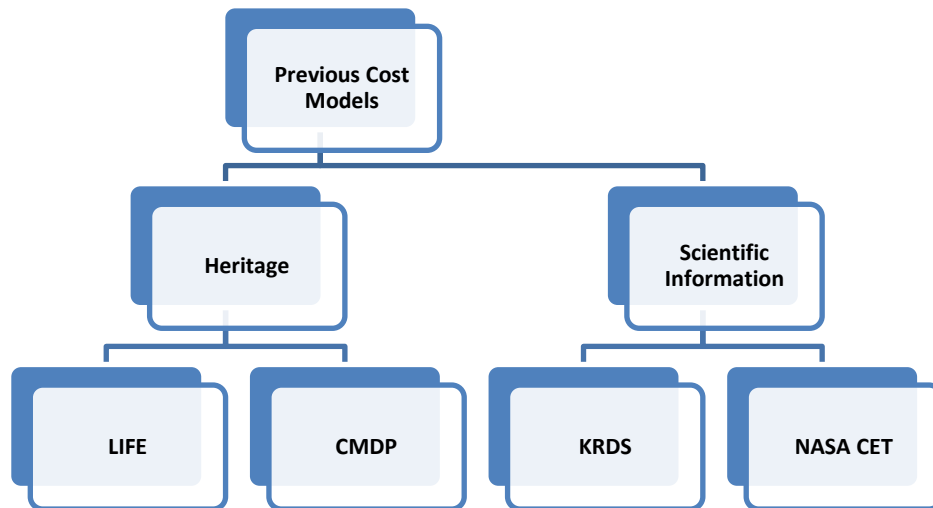 Previous Cost
Models
Heritage
Scientific
Information
LIFE
CMDP
KRDS
NASA CET